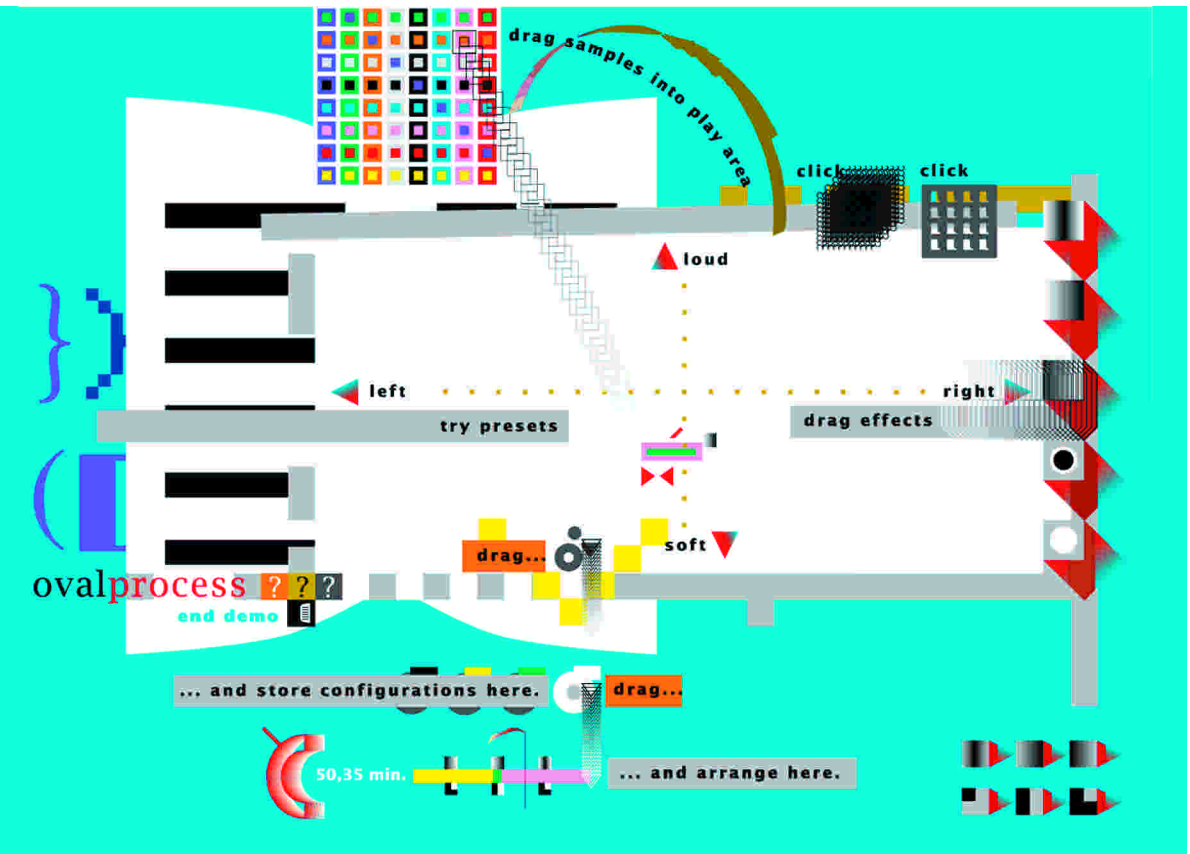 drag samples into play area
click
click
loud
left
right
try presets
drag effects
drag...
soft
ovalprocess
? ? ?
end demo
... and store configurations here.
drag...
50,35 min.
... and arrange here.